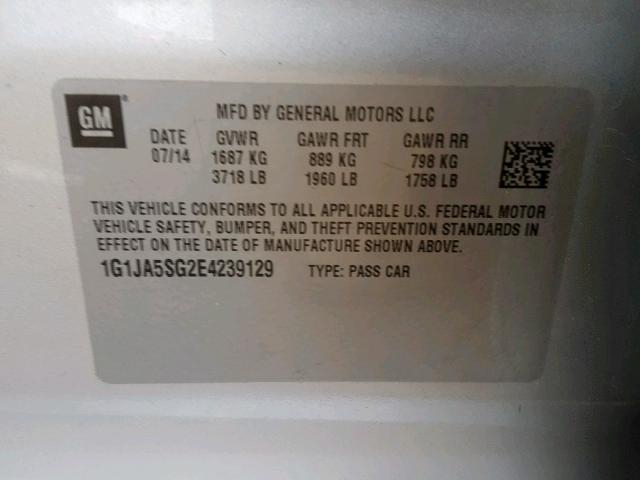 GM
MFD BY GENERAL MOTORS LLC
DATE GVWR GAWR FRT GAWR RR
07/14 1687 KG 889 KG 798 KG
3718 LB 1960 LB 1758 LB
THIS VEHICLE CONFORMS TO ALL APPLICABLE U.S. FEDERAL MOTOR
VEHICLE SAFETY, BUMPER, AND THEFT PREVENTION STANDARDS IN
EFFECT ON THE DATE OF MANUFACTURE SHOWN ABOVE.
1G1JA5SG2E4239129 TYPE: PASS CAR